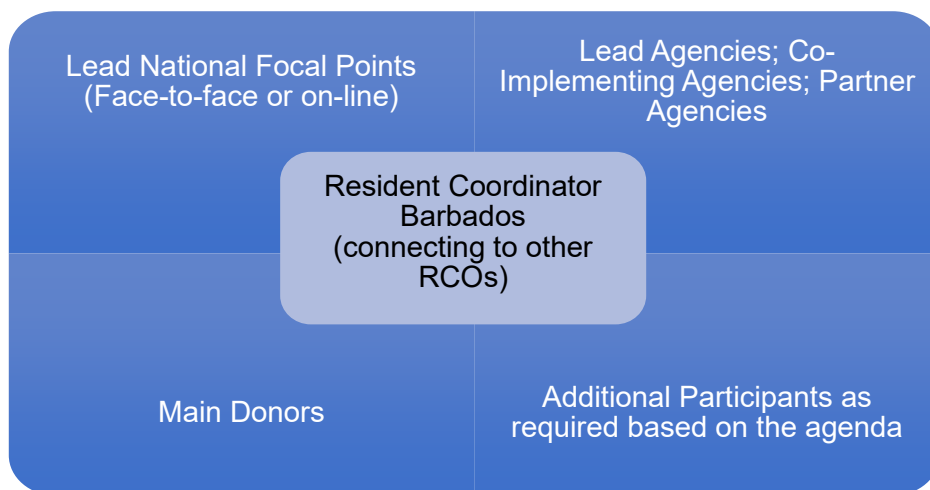 Lead National Focal Points
(Face-to-face or on-line)
Lead Agencies; Co-
Implementing Agencies; Partner
Agencies
Resident Coordinator
Barbados
(connecting to other
RCOs)
Main Donors
Additional Participants as
required based on the agenda